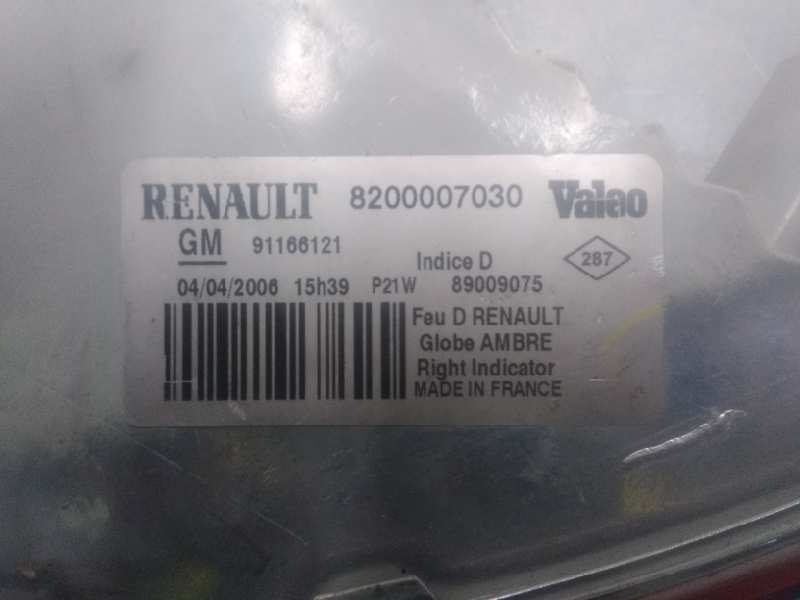 RENAULT 8200007030 Valeo
GM 91166121 Indice D 287
04/04/2006 15h39 P21W 89009075
Feu D RENAULT
Globe AMBRE
Right Indicator
MADE IN FRANCE